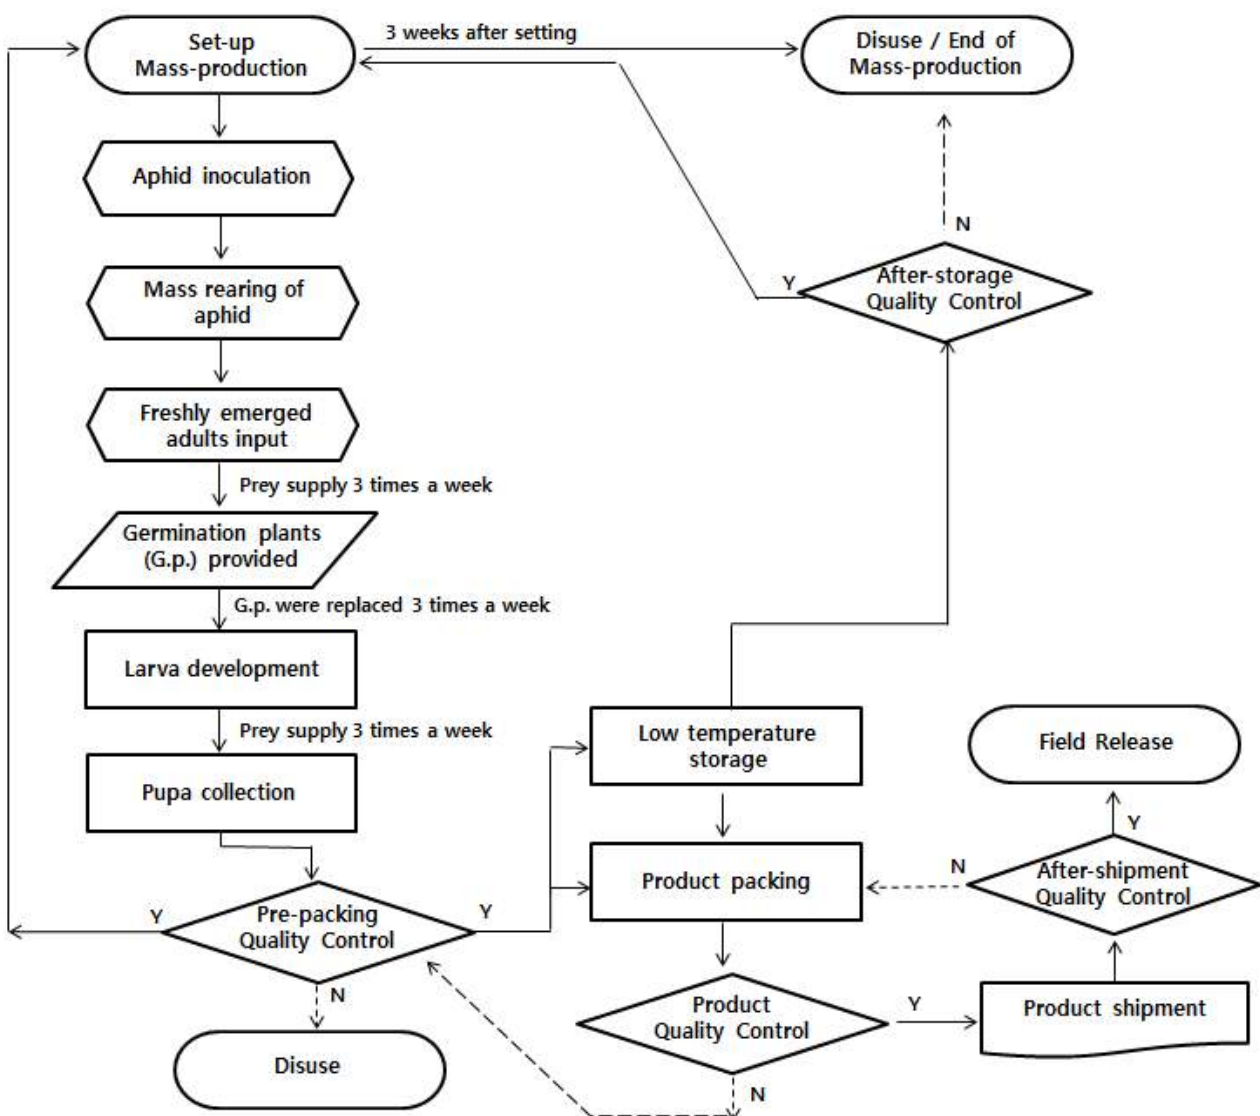 Set-up
Mass-production
3 weeks after setting
Disuse / End of
Mass-production
Aphid inoculation
N
Y
After-storage
Quality Control
Mass rearing of
aphid
Freshly emerged
adults input
Prey supply 3 times a week
Germination plants
(G.p.) provided
G.p. were replaced 3 times a week
Larva development
Prey supply 3 times a week
Pupa collection
Low temperature
storage
Field Release
Y
Product packing
N
After-shipment
Quality Control
Y
Pre-packing
Quality Control
Y
N
Disuse
Product
Quality Control
Y
Product shipment
N